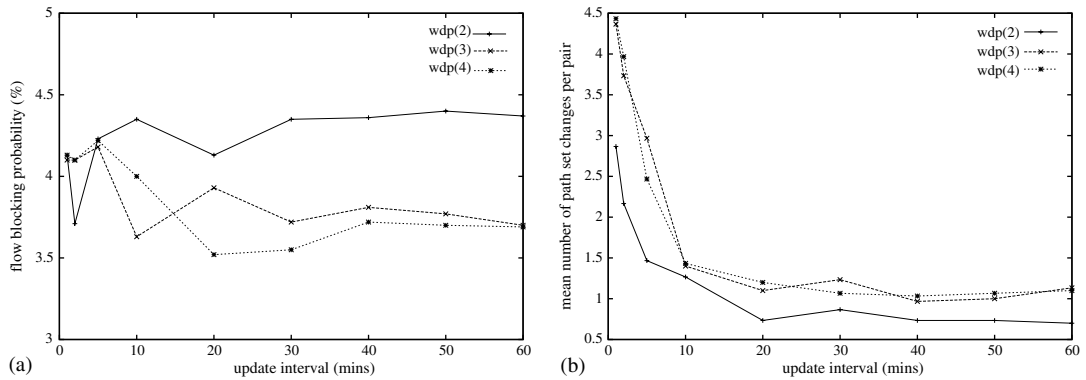 5
4.5
4
3.5
3
flow blocking probability (%)
wdp(2)
wdp(3)
wdp(4)
0 10 20 30 40 50 60
update interval (mins)
(a)
4.5
4
3.5
3
2.5
2
1.5
1
0.5
mean number of path set changes per pair
wdp(2)
wdp(3)
wdp(4)
0 10 20 30 40 50 60
update interval (mins)
(b)